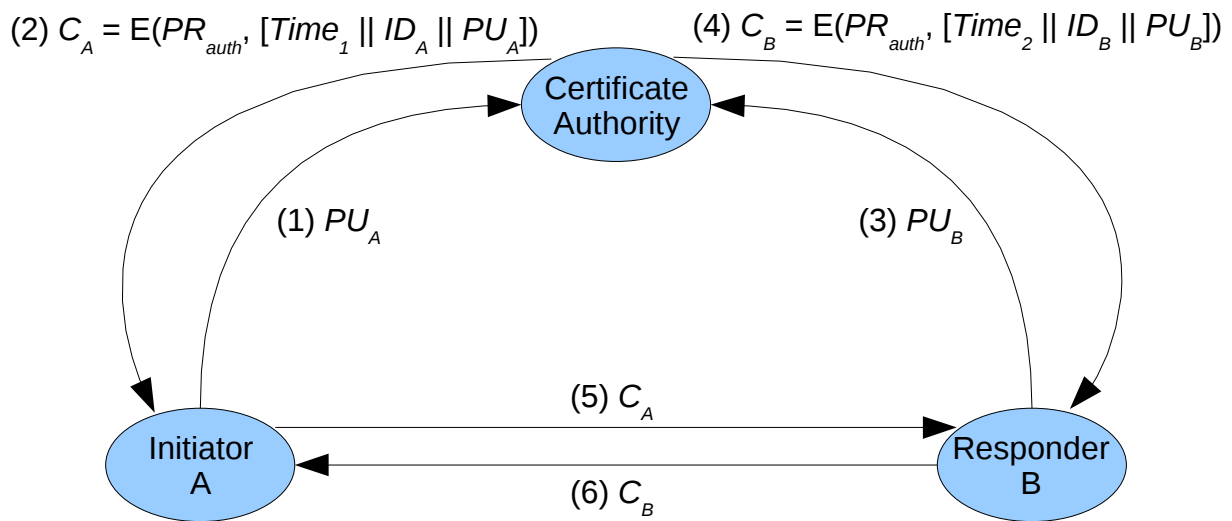 (2) C_A = E(PR_auth, [Time_1 || ID_A || PU_A])
(4) C_B = E(PR_auth, [Time_2 || ID_B || PU_B])
Certificate
Authority
(1) PU_A
(3) PU_B
(5) C_A
Initiator
A
Responder
B
(6) C_B